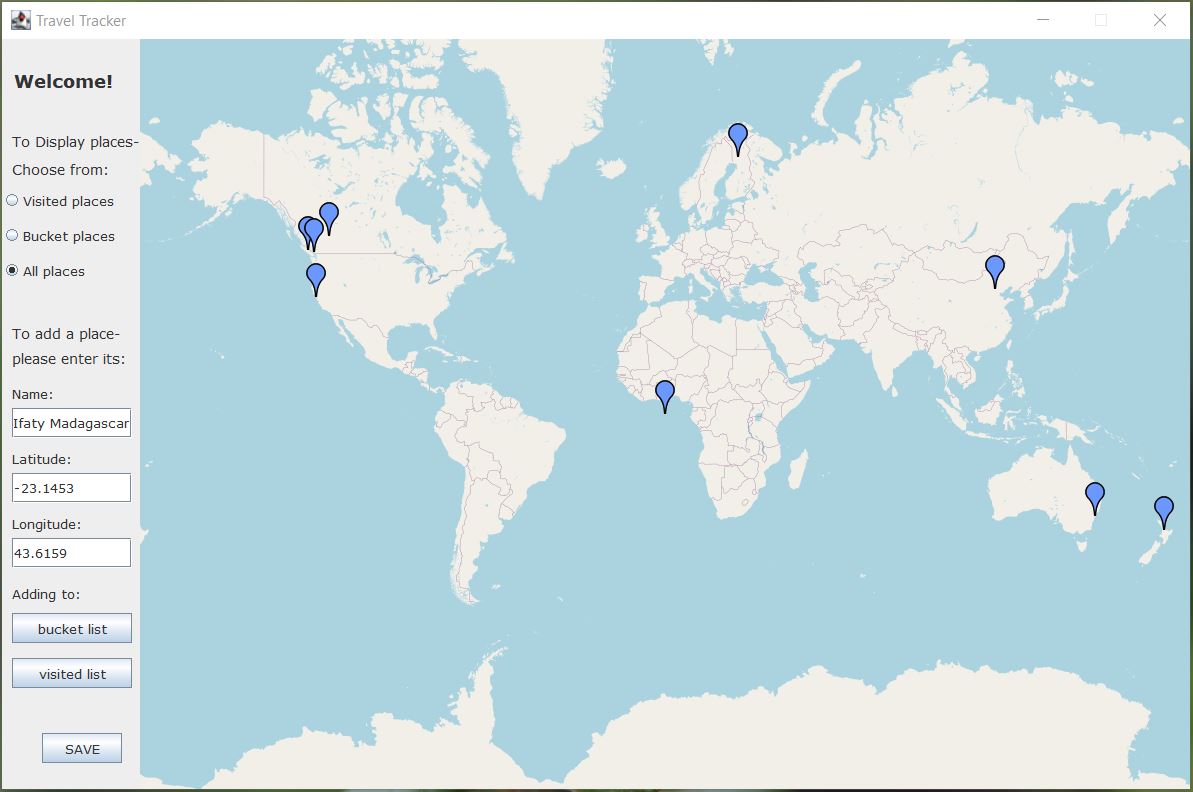 Travel Tracker
Welcome!
To Display places-
Choose from:
Visited places
Bucket places
All places
To add a place-
please enter its:
Name:
Ifaty Madagascar
Latitude:
-23.1453
Longitude:
43.6159
Adding to:
bucket list
visited list
SAVE